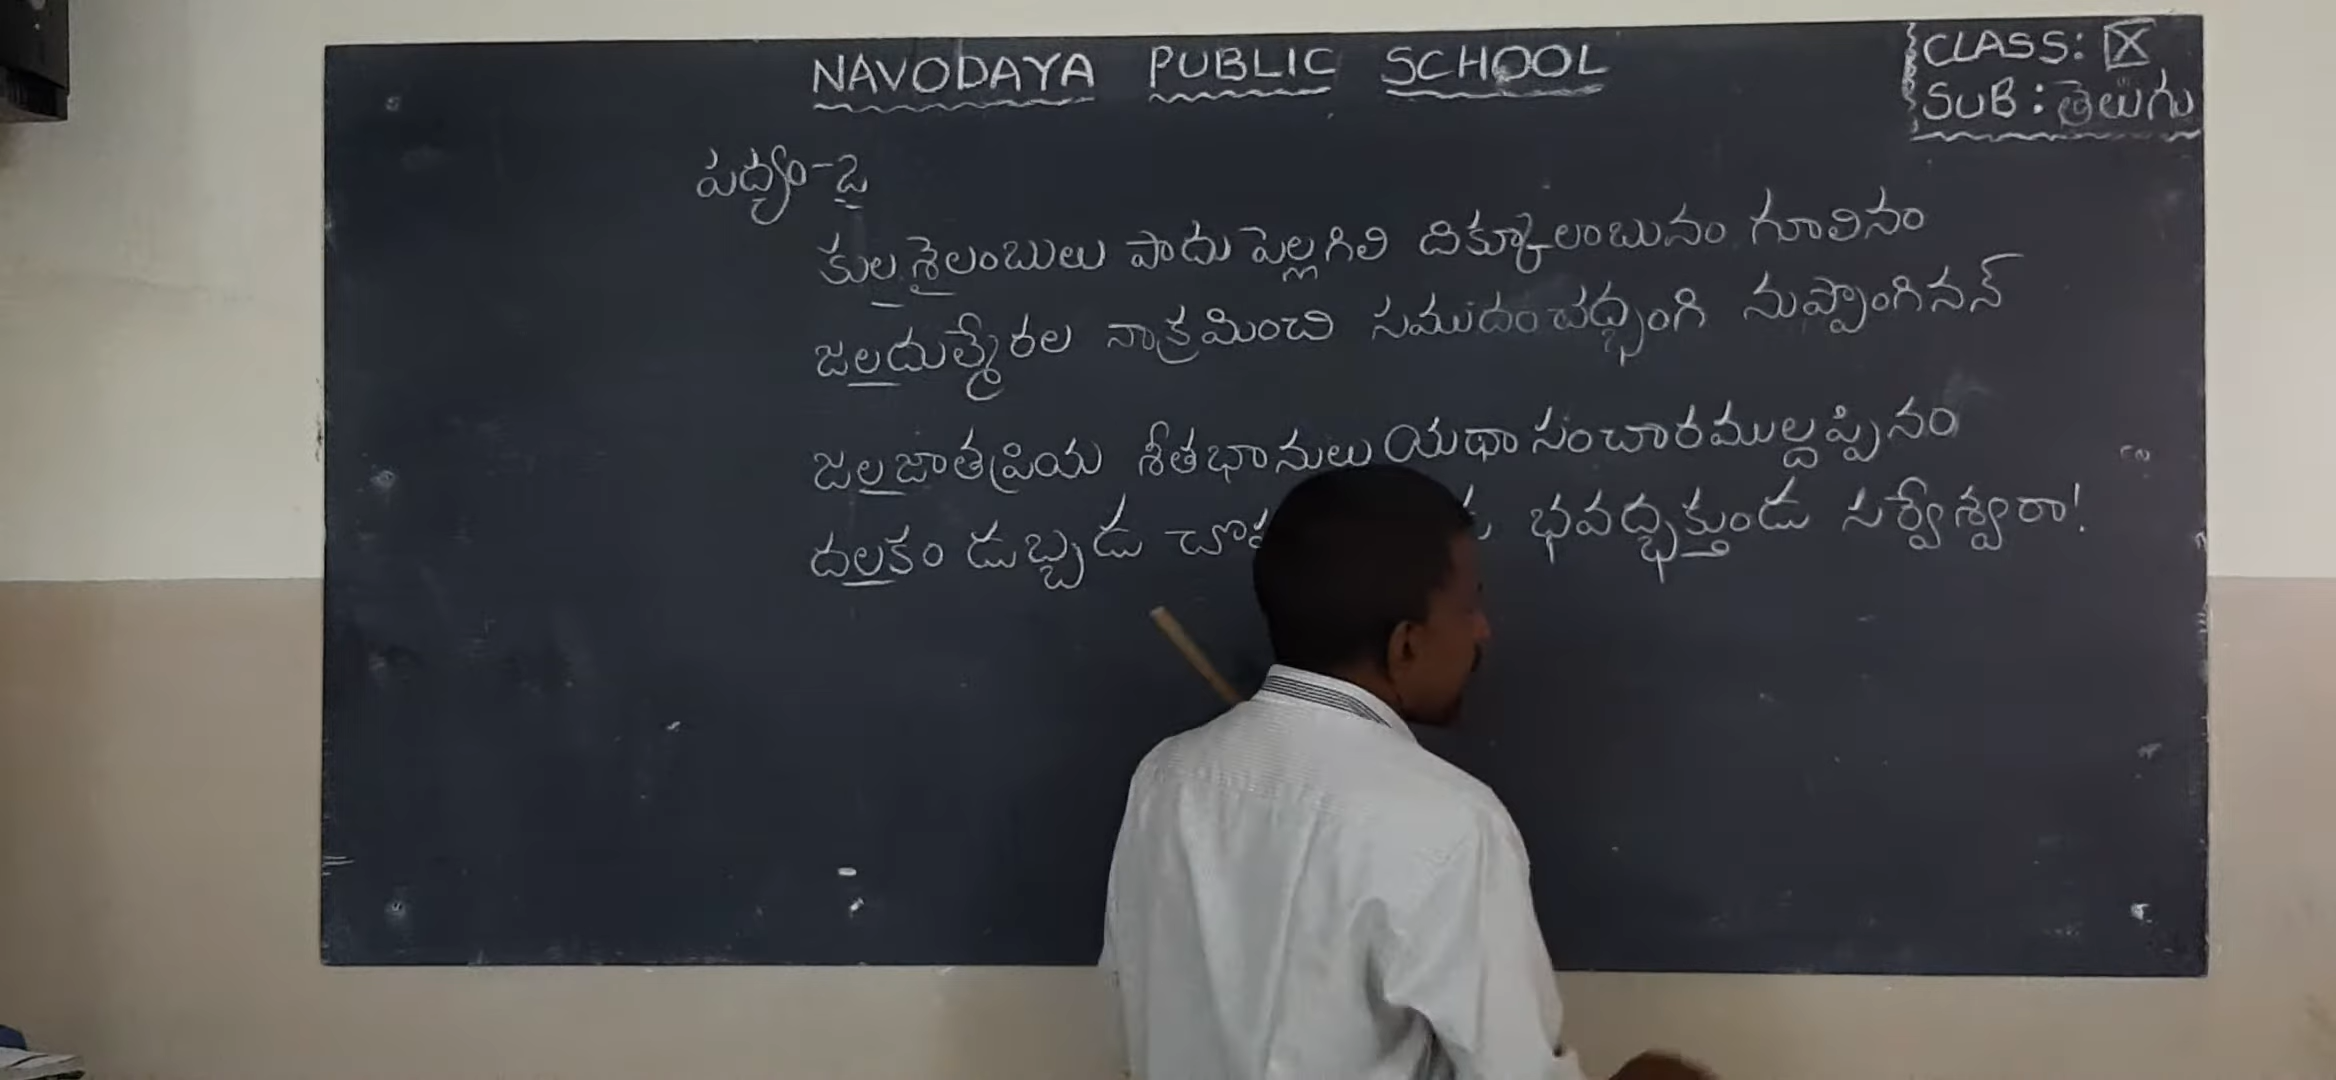 NAVODAYA PUBLIC SCHOOL
CLASS: X
SUB: తెలుగు
పద్యం-2
కులశైలంబులు పాదు పెల్లగిలి దిక్కూలంబునం గూలినం
జలదుల్మేరల నాక్రమించి సముదంచద్భంగి నుప్పొంగినన్
జలజాతప్రియ శీతభానులు యథా సంచారముల్దప్పినం
దలకం డుబ్బడు భవద్భక్తుండు సర్వేశ్వరా!